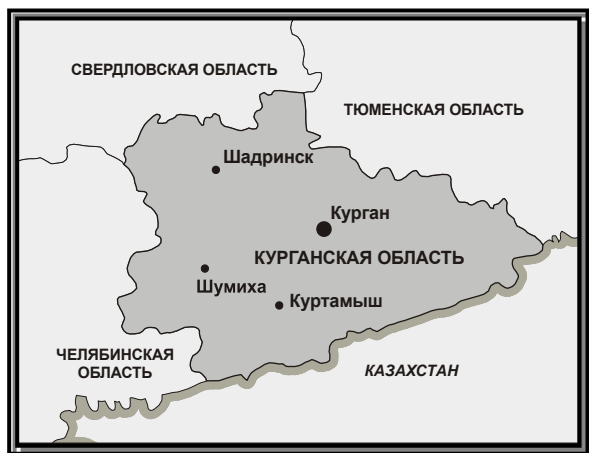 СВЕРДЛОВСКАЯ ОБЛАСТЬ
ТЮМЕНСКАЯ ОБЛАСТЬ
Шадринск
Курган
КУРГАНСКАЯ ОБЛАСТЬ
Шумиха
Куртамыш
ЧЕЛЯБИНСКАЯ
ОБЛАСТЬ
КАЗАХСТАН